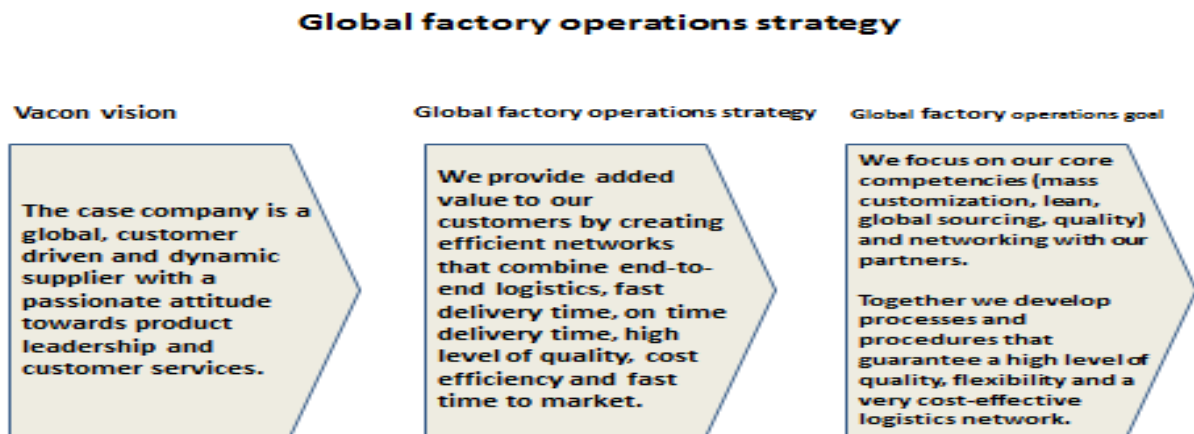 Global factory operations strategy
Vacon vision
The case company is a
global, customer
driven and dynamic
supplier with a
passionate attitude
towards product
leadership and
customer services.
Global factory operations strategy
We provide added
value to our
customers by creating
efficient networks
that combine end-to-
end logistics, fast
delivery time, on time
delivery time, high
level of quality, cost
efficiency and fast
time to market.
Global factory operations goal
We focus on our core
competencies (mass
customization, lean,
global sourcing, quality)
and networking with our
partners.
Together we develop
processes and
procedures that
guarantee a high level of
quality, flexibility and a
very cost-effective
logistics network.